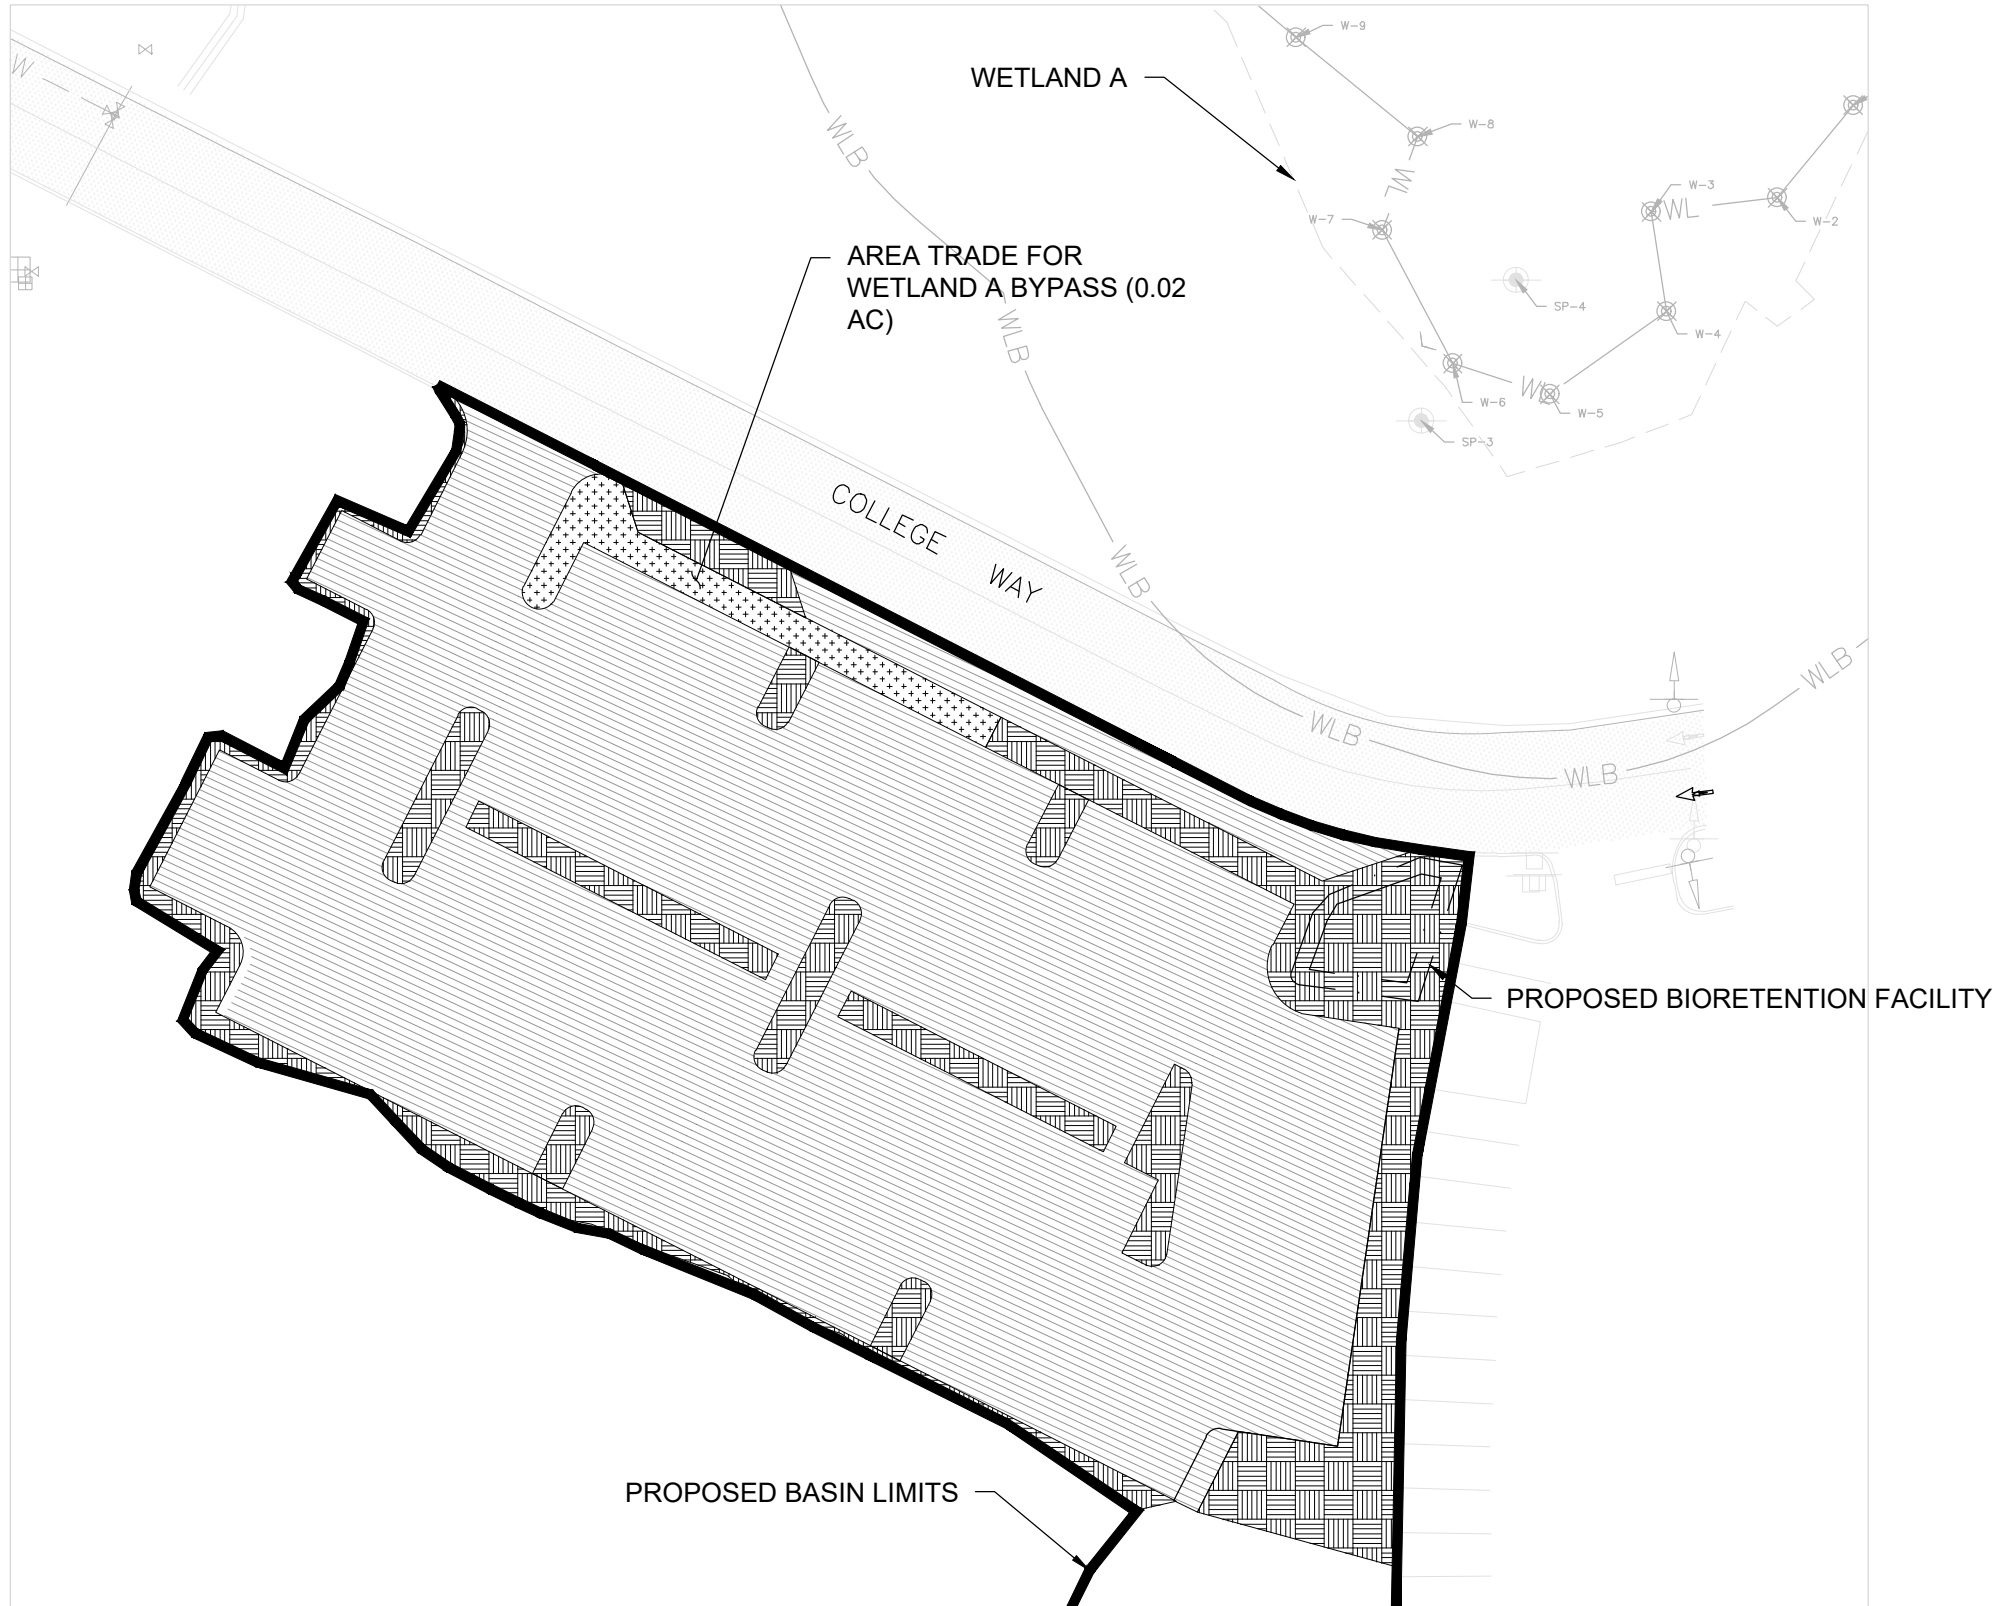 W-9
WETLAND A
W
W-8
WLB
WL
W-3
WL
W-7
W-2
AREA TRADE FOR
WETLAND A BYPASS (0.02
AC)
SP-4
WLB
W-4
WL
W-6
W-5
SP-3
COLLEGE
WAY
WLB
WLB
WLB
WLB
PROPOSED BIORETENTION FACILITY
PROPOSED BASIN LIMITS